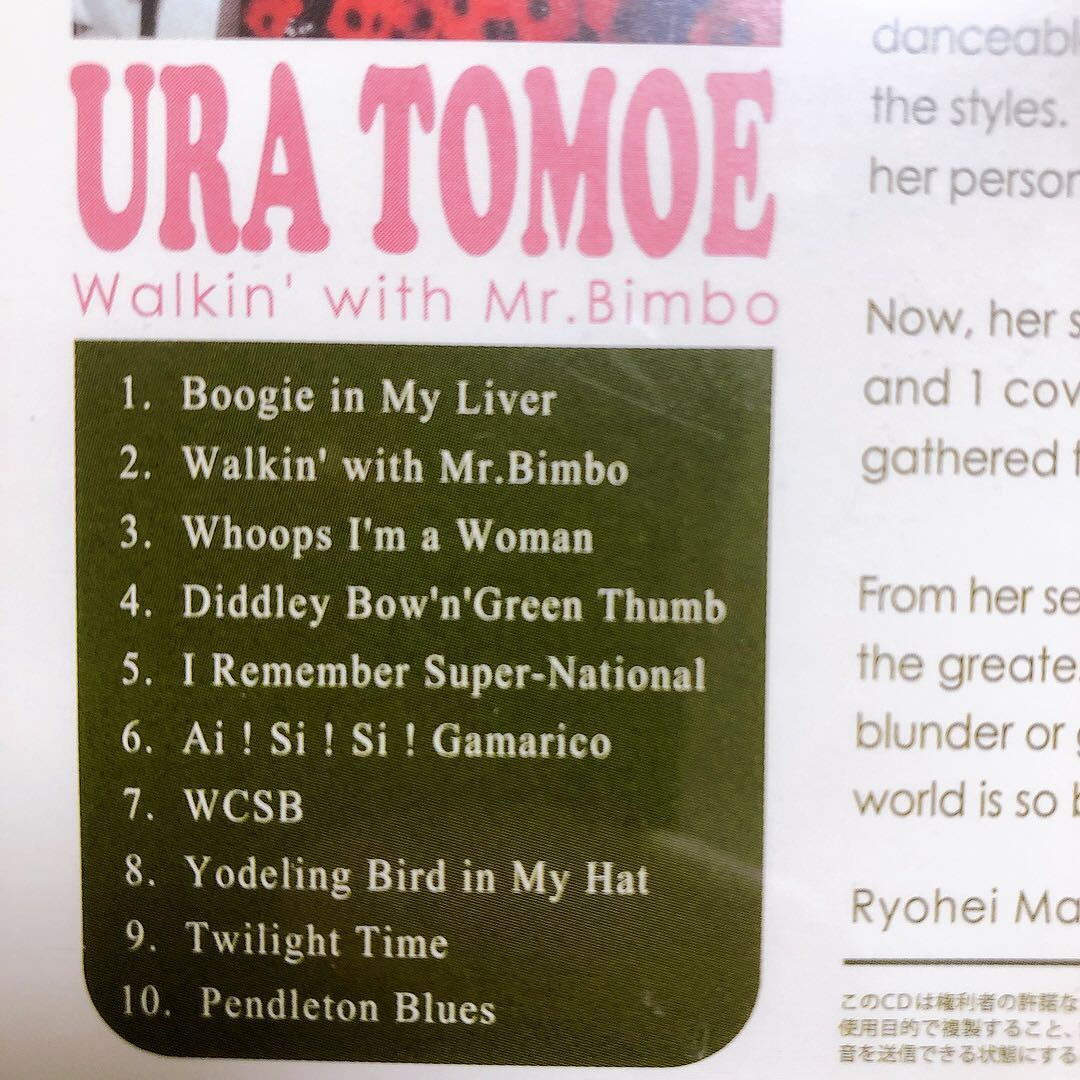 URA TOMOE
Walkin' with Mr.Bimbo
1. Boogie in My Liver
2. Walkin' with Mr.Bimbo
3. Whoops I'm a Woman
4. Diddley Bow'n'Green Thumb
5. I Remember Super-National
6. Ai ! Si ! Si ! Gamarico
7. WCSB
8. Yodeling Bird in My Hat
9. Twilight Time
10. Pendleton Blues
the styles.
her
Now, her
and 1
gathered
From her
the
blunder or
world is so
Ryohei
このCDは権利者の許諾な
使用目的で複製すること、
音を送信できる状態にする